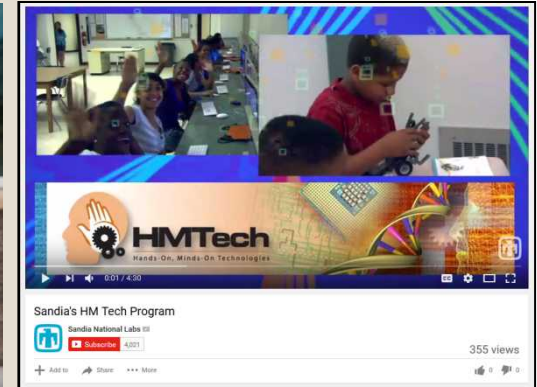 HMTech
Hands-On, Minds-On Technologies
0:01 / 4:30
CC
Sandia's HM Tech Program
Sandia National Labs
Subscribe 4,021
355 views
Add to Share More
0 0